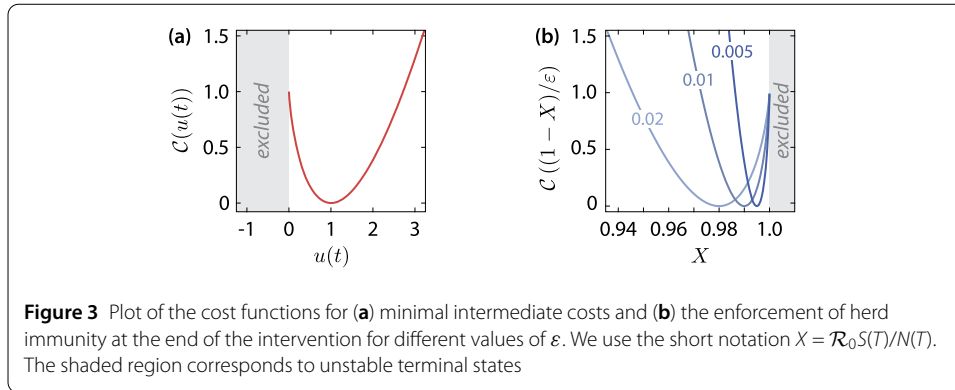 (a)
1.5
1.0
0.5
0
C(u(t))
excluded
-1 0 1 2 3
u(t)
(b)
1.5
1.0
0.5
0
C((1 − X)/ε)
0.02
0.01
0.005
excluded
0.94 0.96 0.98 1.0
X
Figure 3 Plot of the cost functions for (a) minimal intermediate costs and (b) the enforcement of herd
immunity at the end of the intervention for different values of ε. We use the short notation X = R₀S(T)/N(T).
The shaded region corresponds to unstable terminal states